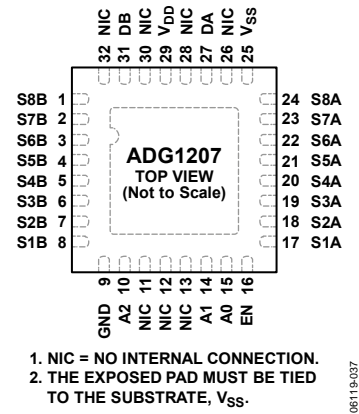 32 NIC
31 DB
30 NIC
29 VDD
28 NIC
27 DA
26 NIC
25 VSS
S8B 1
S7B 2
S6B 3
S5B 4
S4B 5
S3B 6
S2B 7
S1B 8
ADG1207
TOP VIEW
(Not to Scale)
24 S8A
23 S7A
22 S6A
21 S5A
20 S4A
19 S3A
18 S2A
17 S1A
GND 9
A2 10
NIC 11
NIC 12
NIC 13
A1 14
A0 15
EN 16
1. NIC = NO INTERNAL CONNECTION.
2. THE EXPOSED PAD MUST BE TIED
TO THE SUBSTRATE, VSS.
06119-037